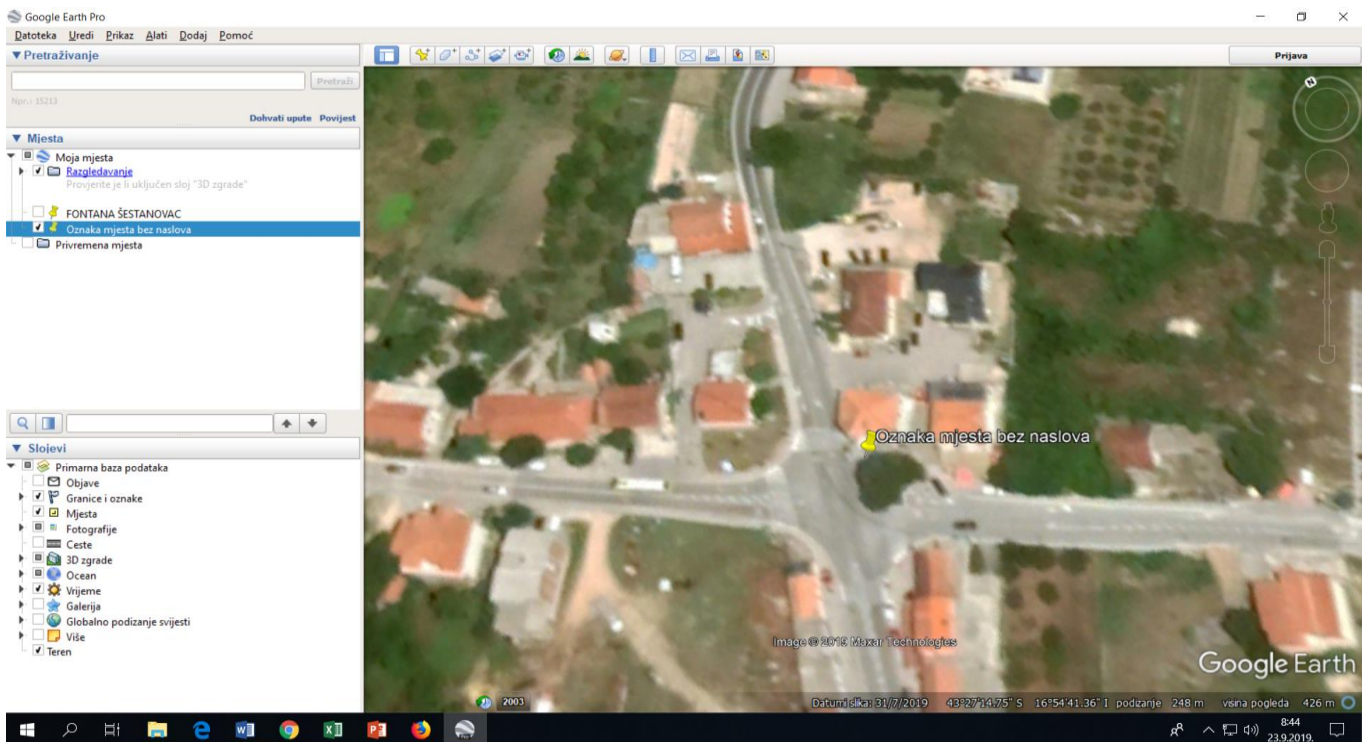 Google Earth Pro
Datoteka Uredi Prikaz Alati Dodaj Pomoć
Pretraživanje
Prijava
Pretraži
Npr.: 15213
Dohvati upute Povijest
Mjesta
Moja mjesta
Razgledavanje
Provjerite je li uključen sloj "3D zgrade"
FONTANA ŠESTANOVAC
Oznaka mjesta bez naslova
Privremena mjesta
Slojevi
Primarna baza podataka
Objave
Granice i oznake
Mjesta
Fotografije
Ceste
3D zgrade
Ocean
Vrijeme
Galerija
Globalno podizanje svijesti
Više
Teren
N
Oznaka mjesta bez naslova
Image © 2019 Maxar Technologies
Google Earth
2003
Datumi slika: 31/7/2019 43°27'14.75" S 16°54'41.36" I podizanje 248 m visina pogleda 426 m
8:44
23.9.2019.